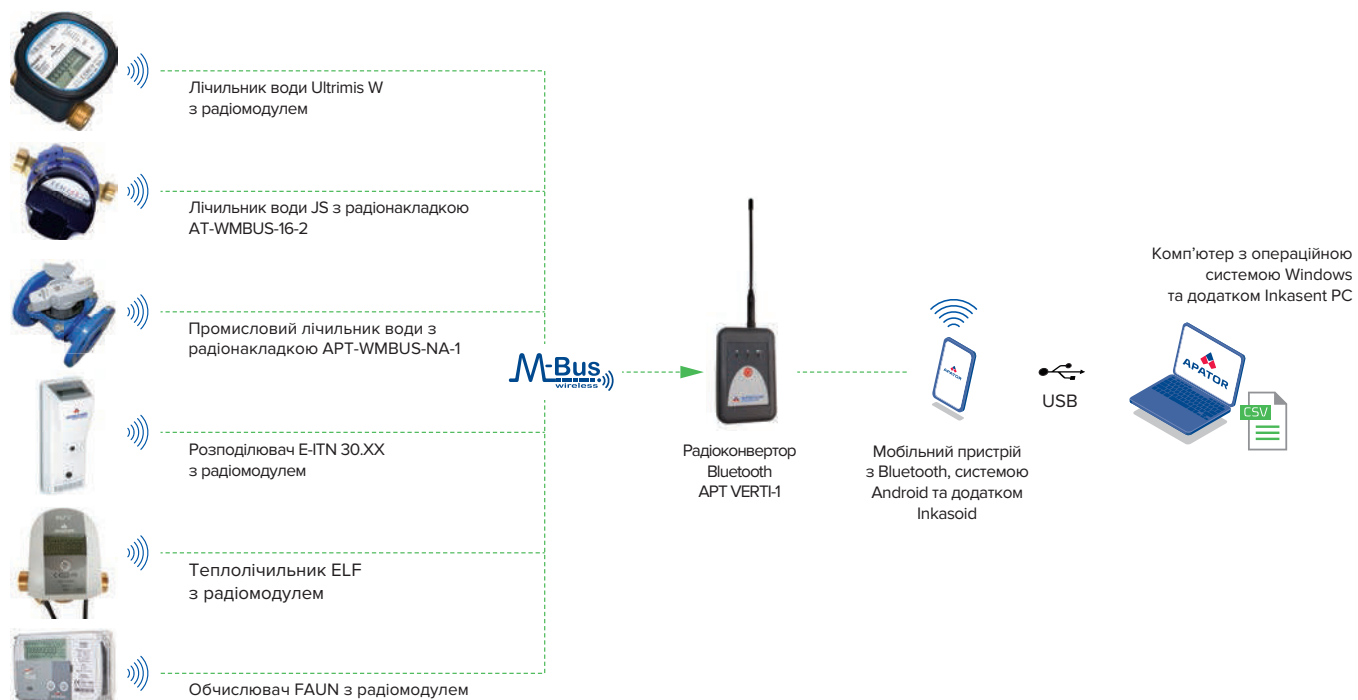 Лічильник води Ultrimis W
з радіомодулем
Лічильник води JS з радіонакладкою
AT-WMBUS-16-2
Промисловий лічильник води з
радіонакладкою APT-WMBUS-NA-1
Розподілювач E-ITN 30.XX
з радіомодулем
Теплолічильник ELF
з радіомодулем
Обчислювач FAUN з радіомодулем
M-Bus
wireless
Радіоконвертор
Bluetooth
APT VERTI-1
APATOR
Мобільний пристрій
з Bluetooth, системою
Android та додатком
Inkasoid
USB
Комп’ютер з операційною
системою Windows
та додатком Inkasent PC
APATOR
CSV